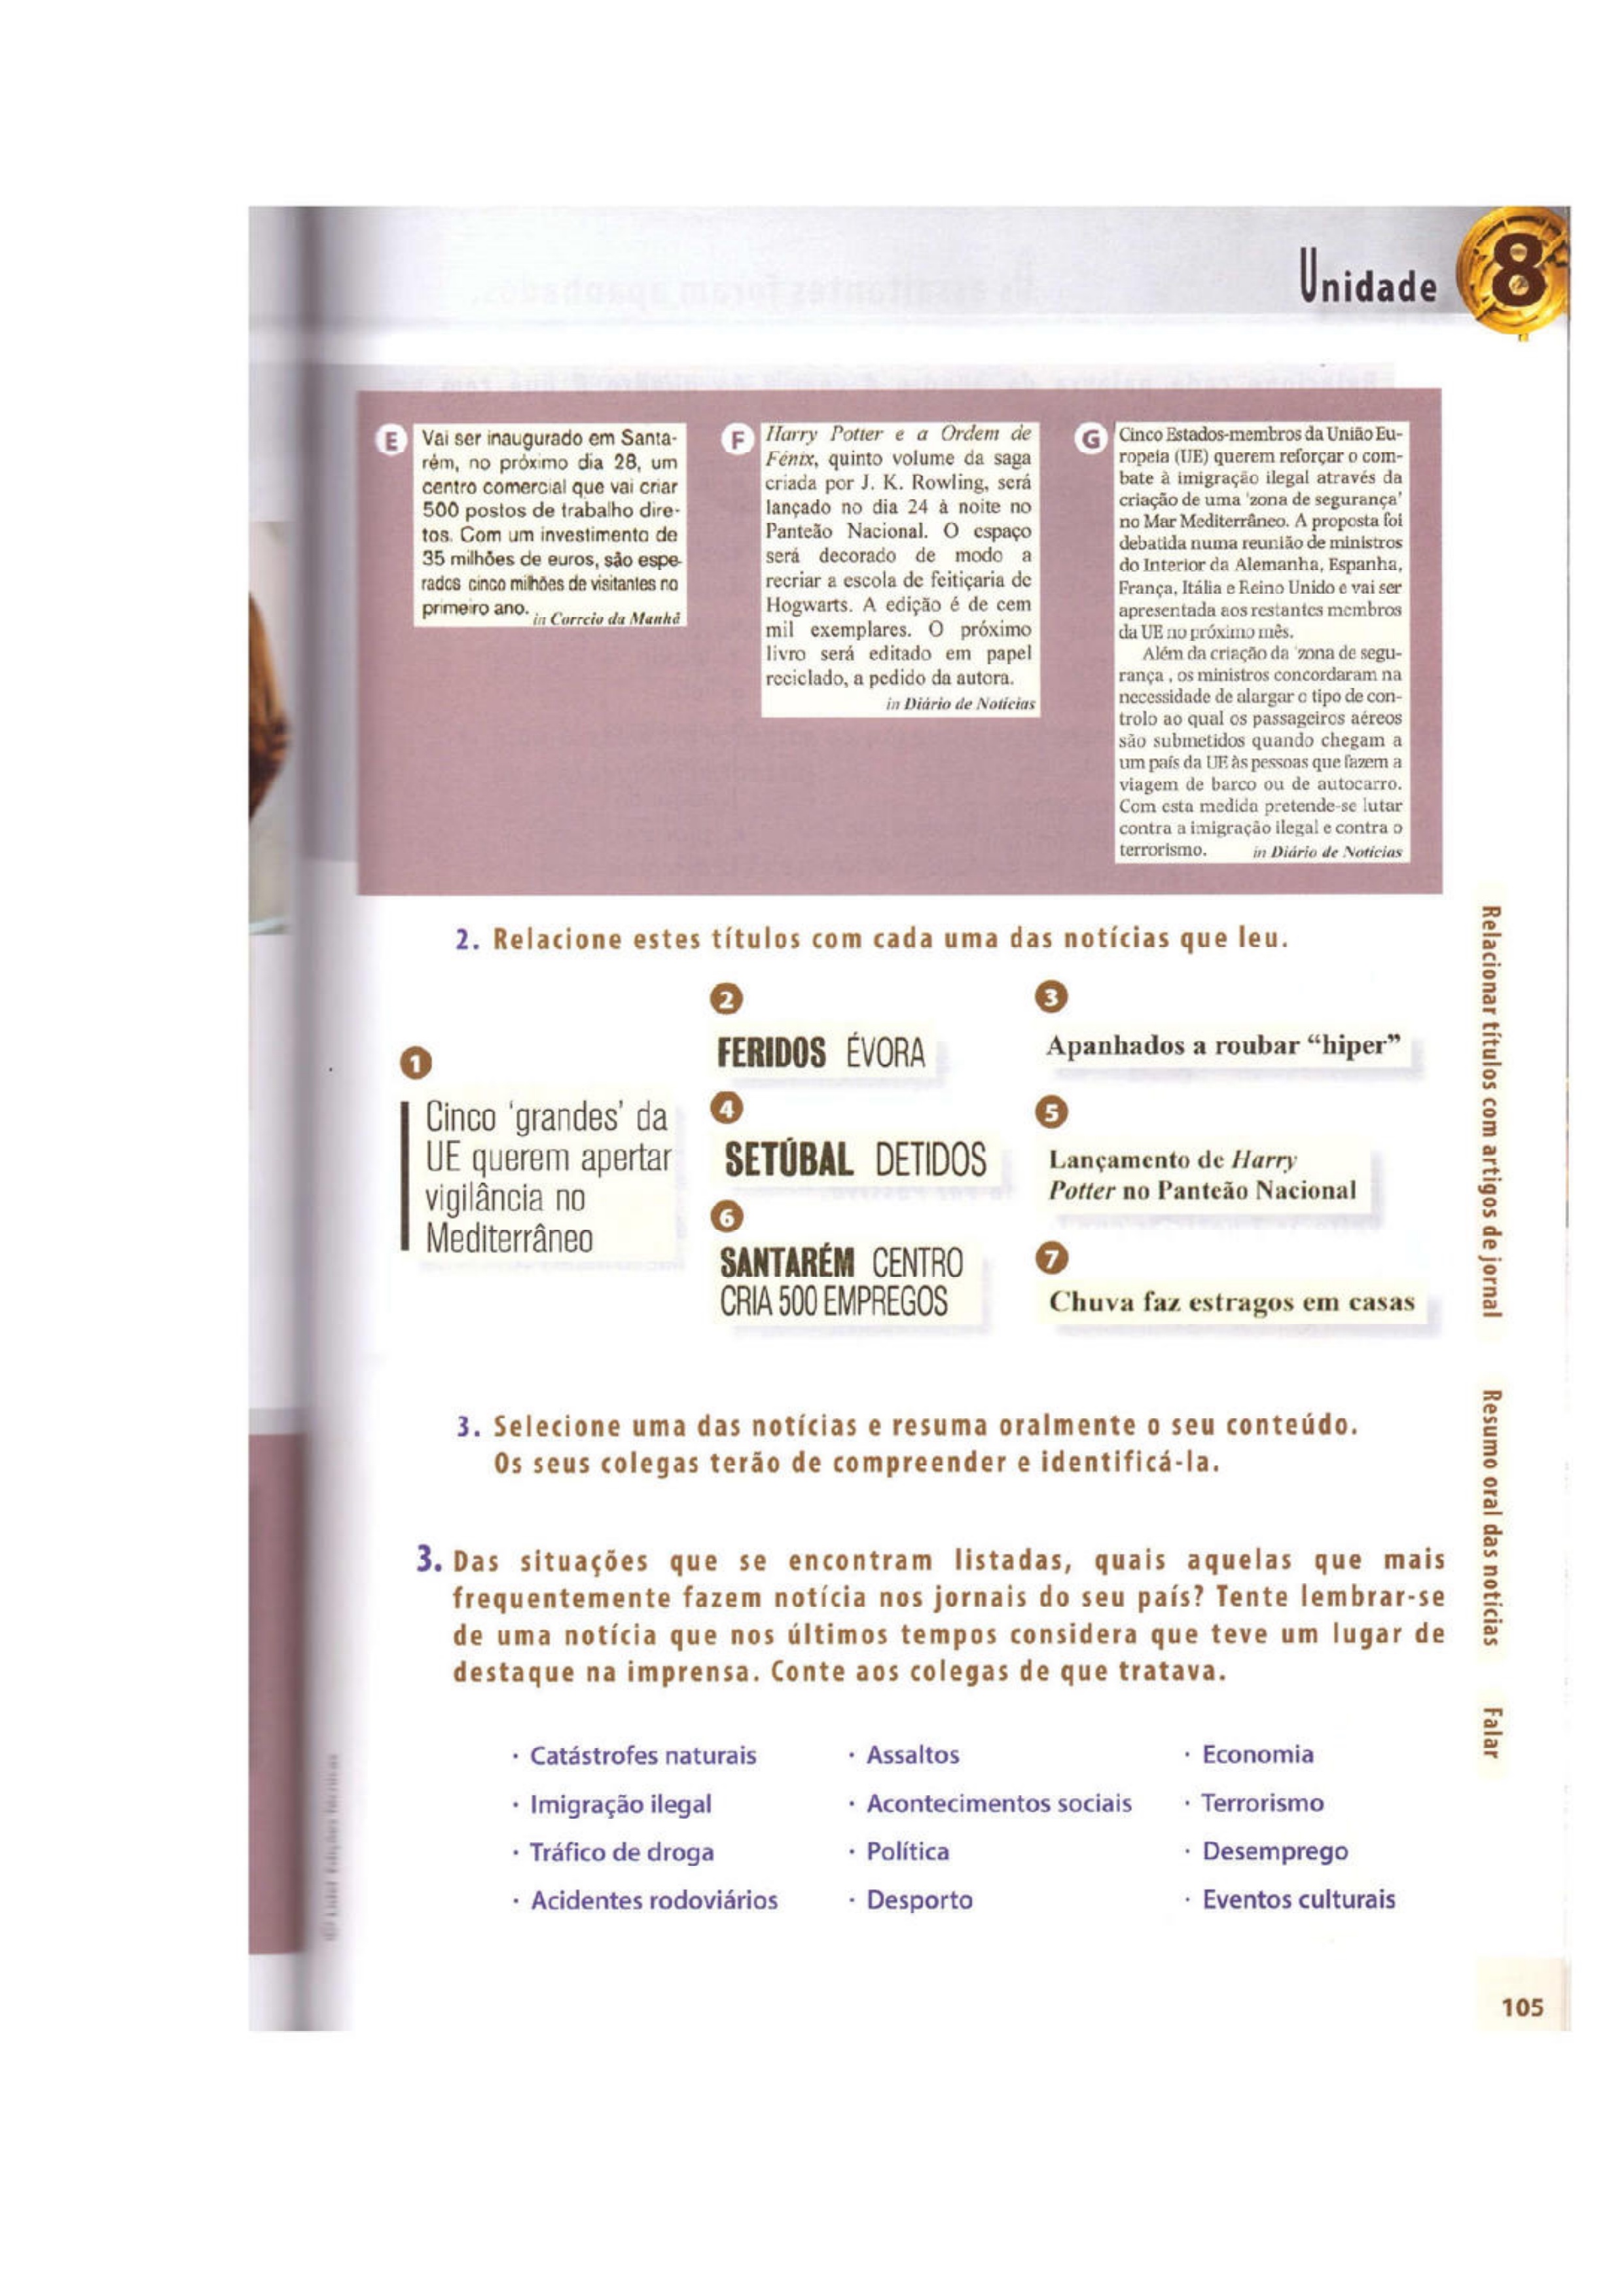 Unidade 8
E
Vai ser inaugurado em Santa-
rém, no próximo dia 28, um
centro comercial que vai criar
500 postos de trabalho dire-
tos. Com um investimento de
35 milhões de euros, são espe-
rados cinco milhões de visitantes no
primeiro ano.
in Correio da Manhã
F
Harry Potter e a Ordem de
Fénix, quinto volume da saga
criada por J. K. Rowling, será
lançado no dia 24 à noite no
Panteão Nacional. O espaço
será decorado de modo a
recriar a escola de feitiçaria de
Hogwarts. A edição é de cem
mil exemplares. O próximo
livro será editado em papel
reciclado, a pedido da autora.
in Diário de Notícias
G
Cinco Estados-membros da União Eu-
ropeia (UE) querem reforçar o com-
bate à imigração ilegal através da
criação de uma 'zona de segurança'
no Mar Mediterrâneo. A proposta foi
debatida numa reunião de ministros
do Interior da Alemanha, Espanha,
França, Itália e Reino Unido e vai ser
apresentada aos restantes membros
da UE no próximo mês.
Além da criação da 'zona de segu-
rança , os ministros concordaram na
necessidade de alargar o tipo de con-
trolo ao qual os passageiros aéreos
são submetidos quando chegam a
um país da UE às pessoas que fazem a
viagem de barco ou de autocarro.
Com esta medida pretende-se lutar
contra a imigração ilegal e contra o
terrorismo.
in Diário de Notícias
2. Relacione estes títulos com cada uma das notícias que leu.
1
Cinco 'grandes' da
UE querem apertar
vigilância no
Mediterrâneo
2
FERIDOS ÉVORA
3
Apanhados a roubar “hiper”
4
SETÚBAL DETIDOS
5
Lançamento de Harry
Potter no Panteão Nacional
6
SANTARÉM CENTRO
CRIA 500 EMPREGOS
7
Chuva faz estragos em casas
3. Selecione uma das notícias e resuma oralmente o seu conteúdo.
Os seus colegas terão de compreender e identificá-la.
3. Das situações que se encontram listadas, quais aquelas que mais
frequentemente fazem notícia nos jornais do seu país? Tente lembrar-se
de uma notícia que nos últimos tempos considera que teve um lugar de
destaque na imprensa. Conte aos colegas de que tratava.
· Catástrofes naturais
· Imigração ilegal
· Tráfico de droga
· Acidentes rodoviários
· Assaltos
· Acontecimentos sociais
· Política
· Desporto
· Economia
· Terrorismo
· Desemprego
· Eventos culturais
Relacionar títulos com artigos de jornal
Resumo oral das notícias
Falar
© Lidel Edições Técnicas
105